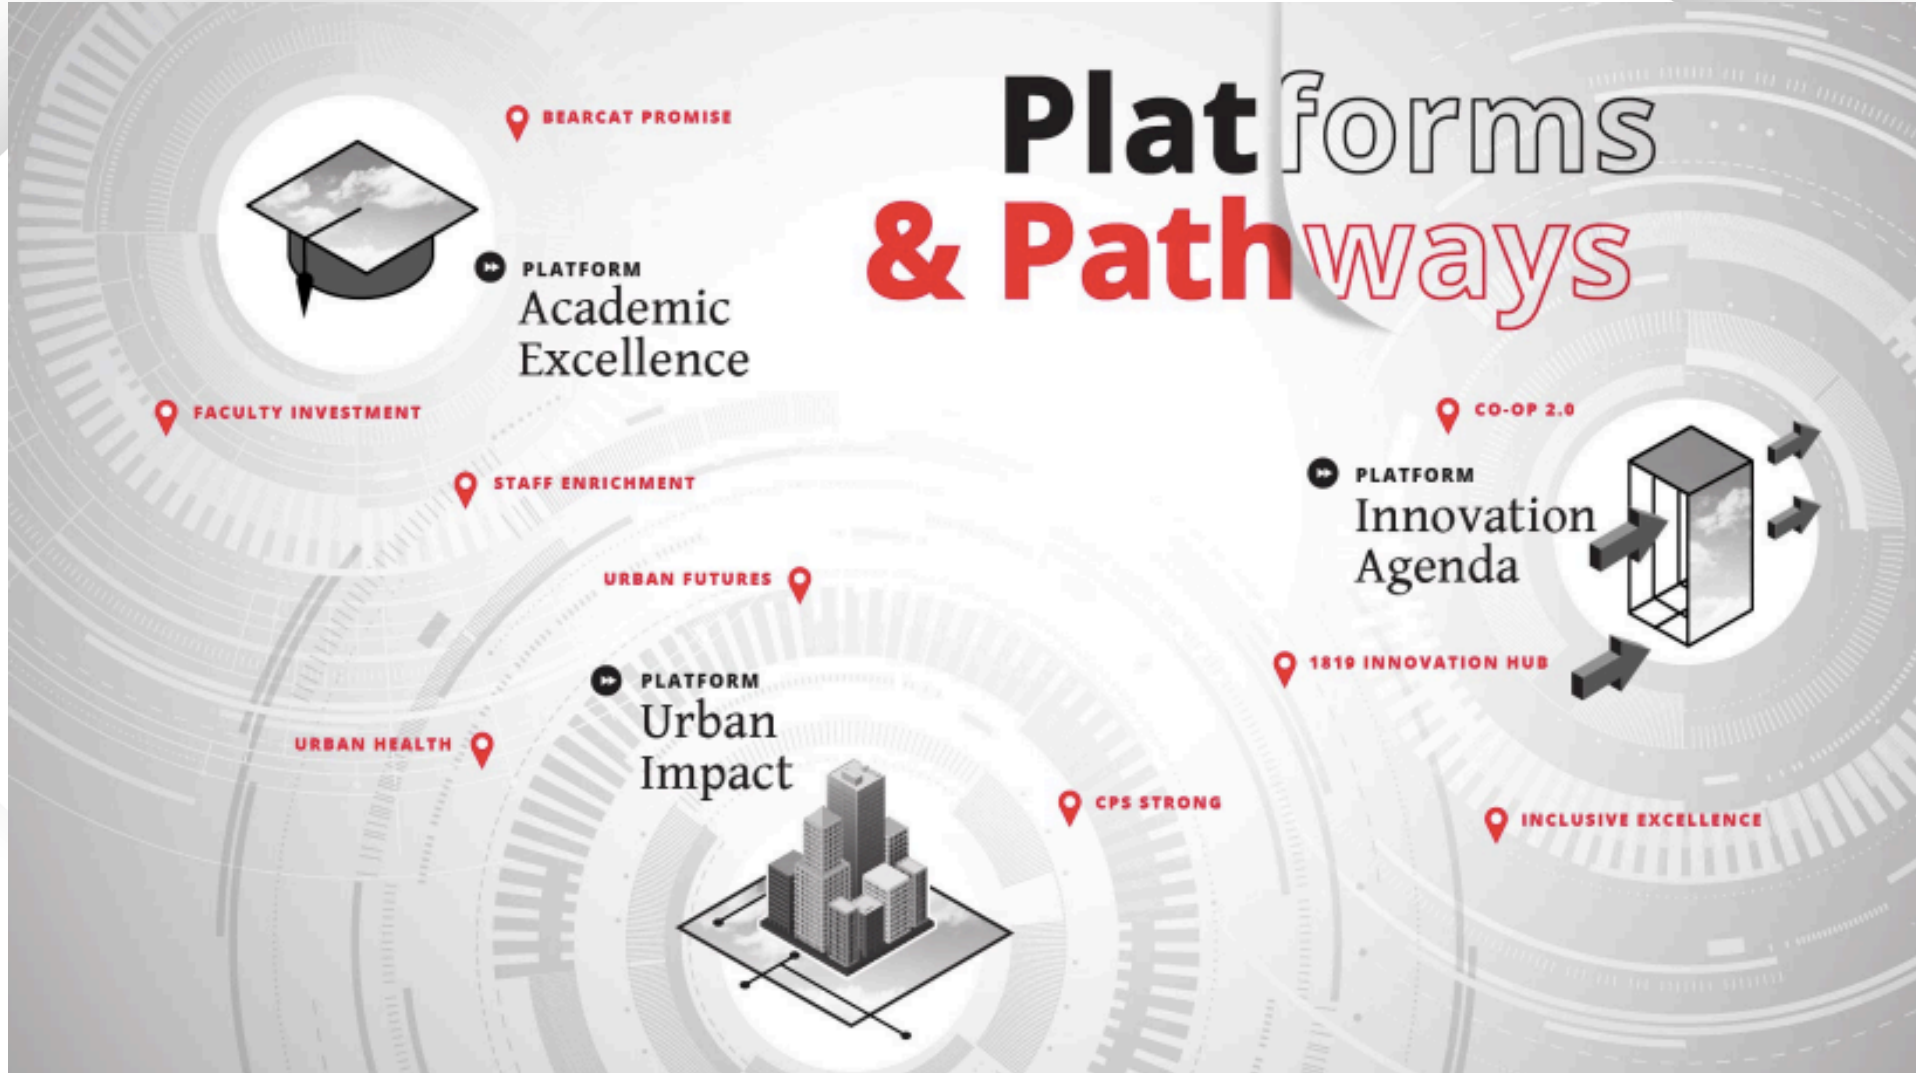 Platforms
& Pathways
BEARCAT PROMISE
PLATFORM
Academic
Excellence
FACULTY INVESTMENT
STAFF ENRICHMENT
CO-OP 2.0
PLATFORM
Innovation
Agenda
1819 INNOVATION HUB
INCLUSIVE EXCELLENCE
URBAN FUTURES
PLATFORM
Urban
Impact
URBAN HEALTH
CPS STRONG